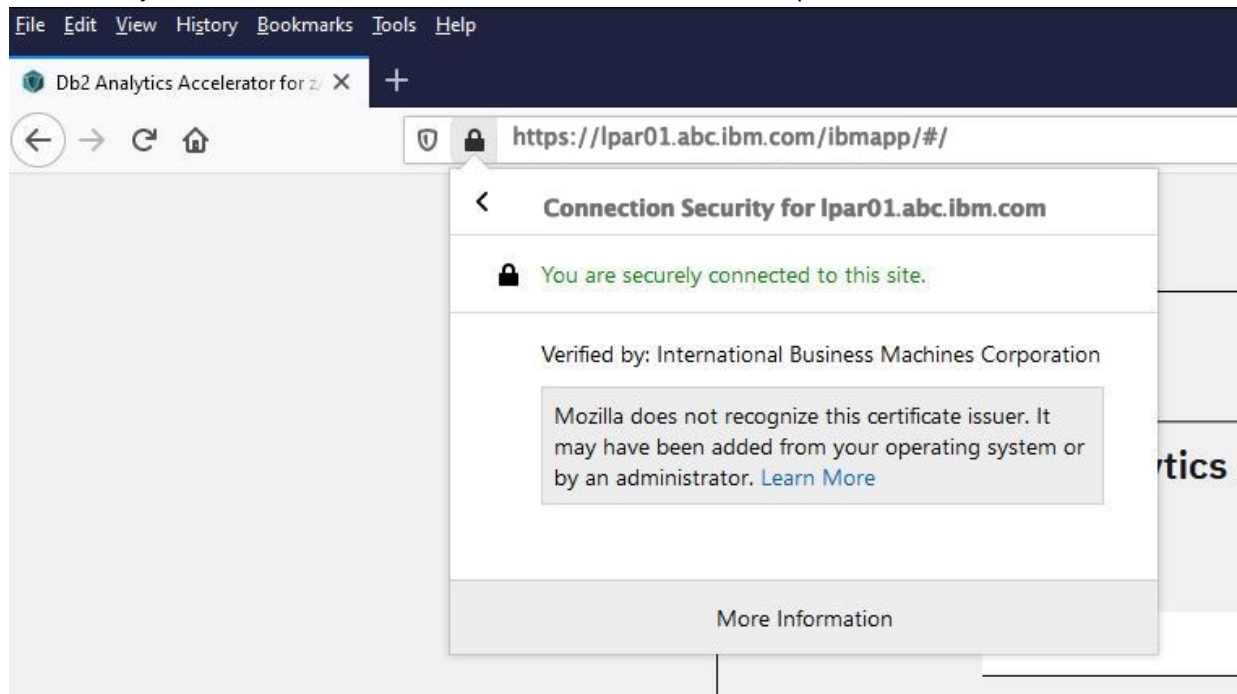 File Edit View History Bookmarks Tools Help
Db2 Analytics Accelerator for z/
https://lpar01.abc.ibm.com/ibmapp/#/
Connection Security for lpar01.abc.ibm.com
You are securely connected to this site.
Verified by: International Business Machines Corporation
Mozilla does not recognize this certificate issuer. It
may have been added from your operating system or
by an administrator. Learn More
tics
More Information